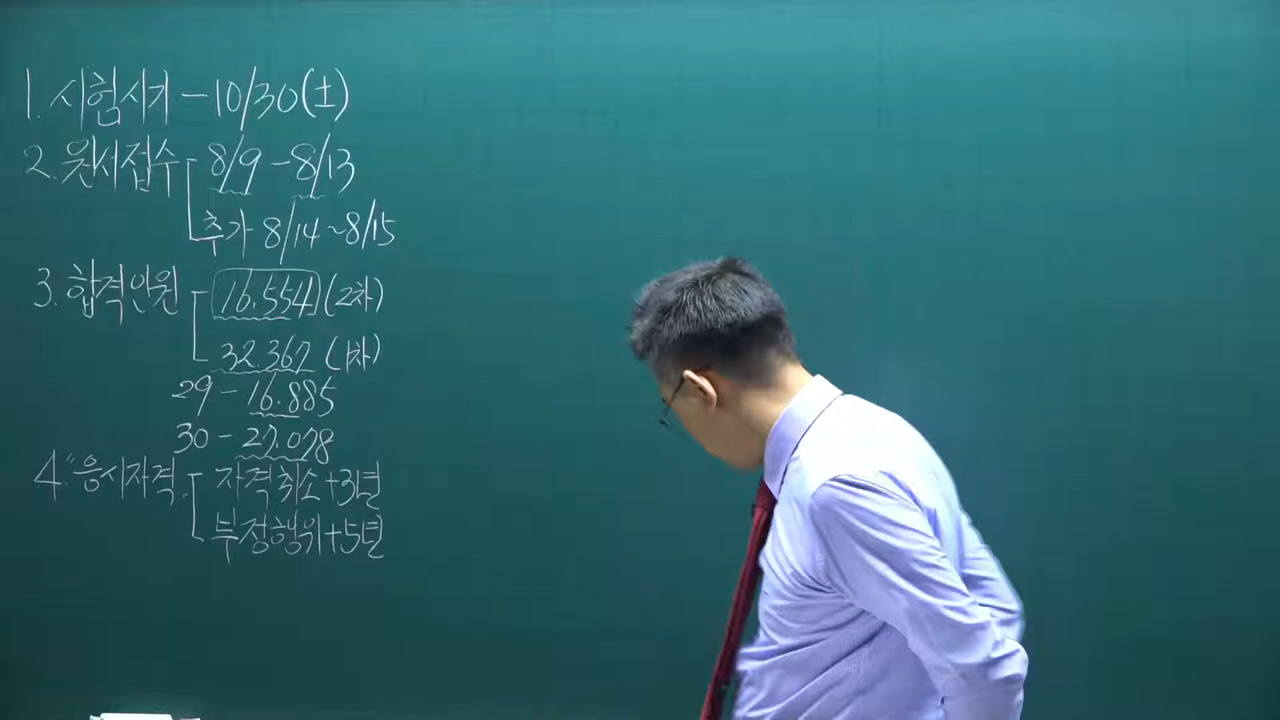 1. 시험시기 - 10/30(土)
2. 원서접수 8/9 - 8/13
추가 8/14 ~ 8/15
3. 합격인원 16.554 (2차)
32.367 (1차)
29 - 16.885
30 - 27.078
4. 응시자격 자격취소+3년
부정행위+5년